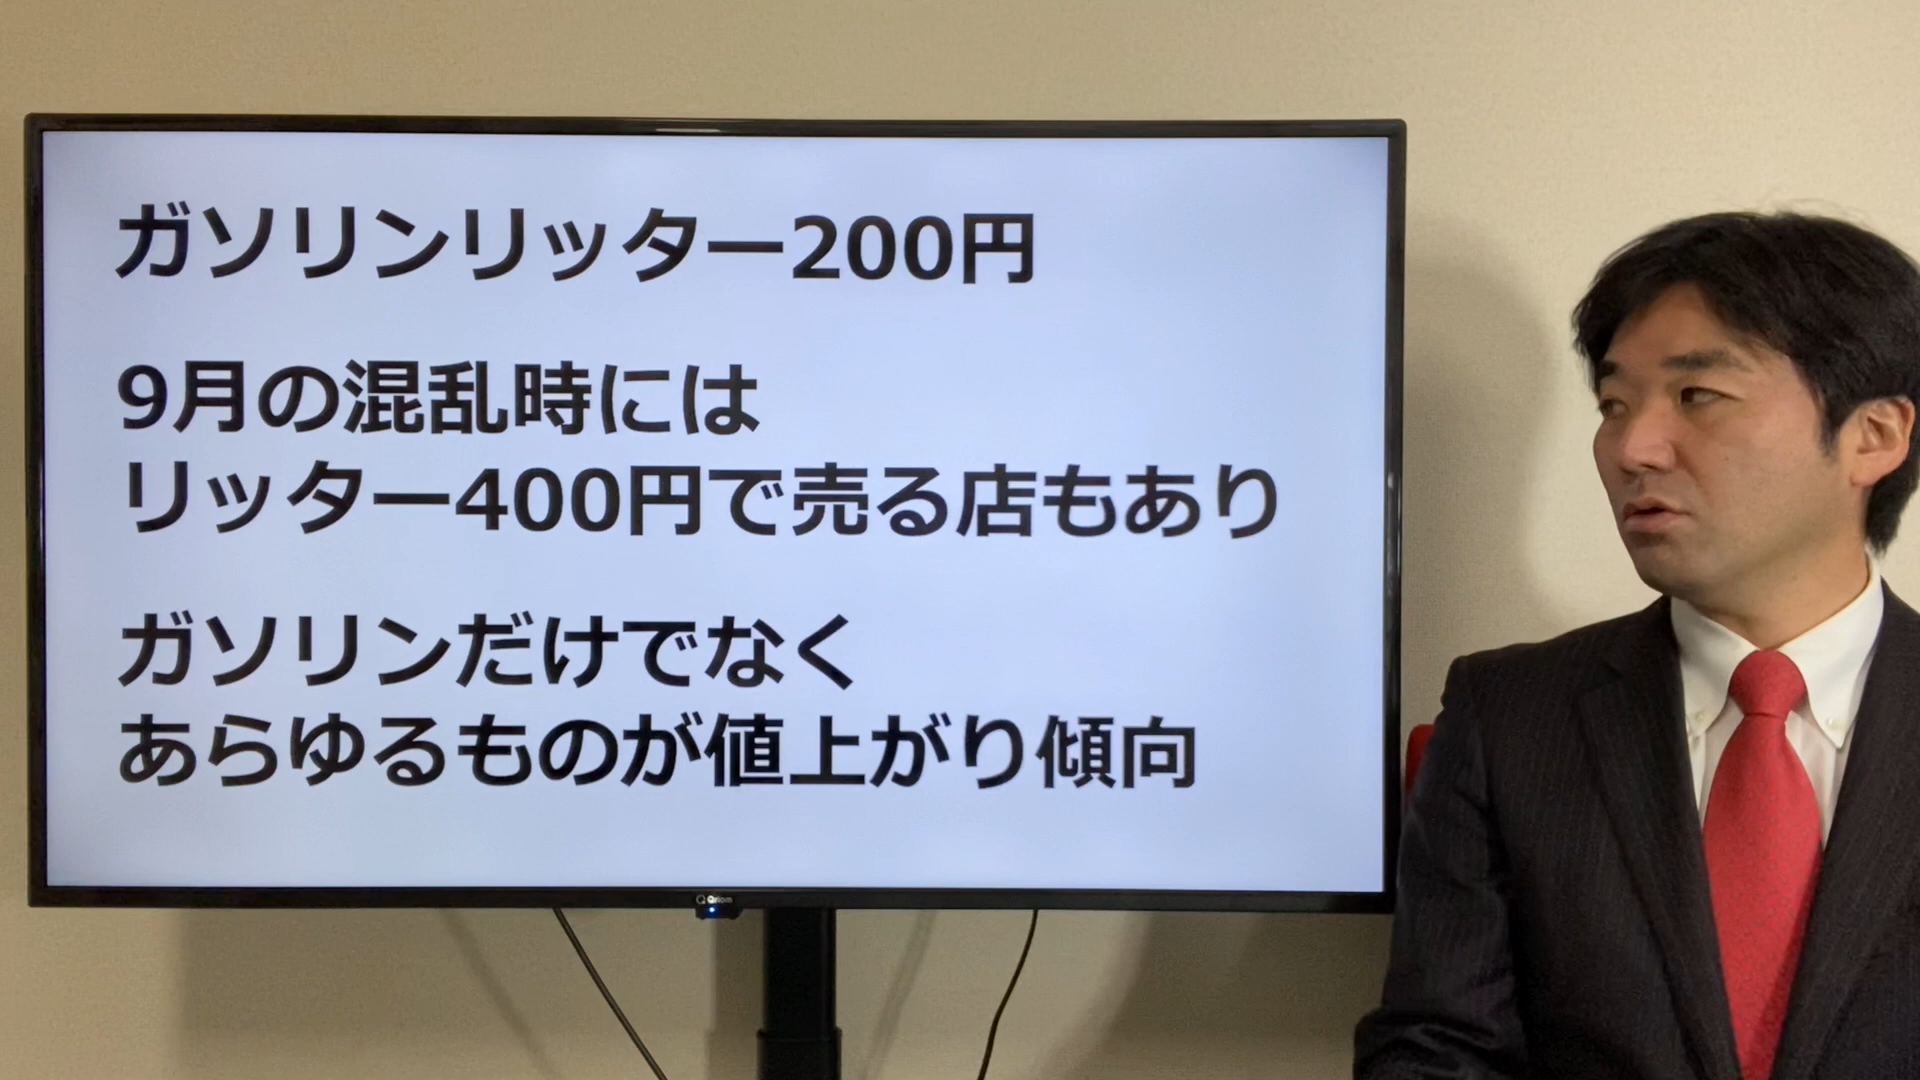 ガソリンリッター200円
9月の混乱時には
リッター400円で売る店もあり
ガソリンだけでなく
あらゆるものが値上がり傾向
Qriom